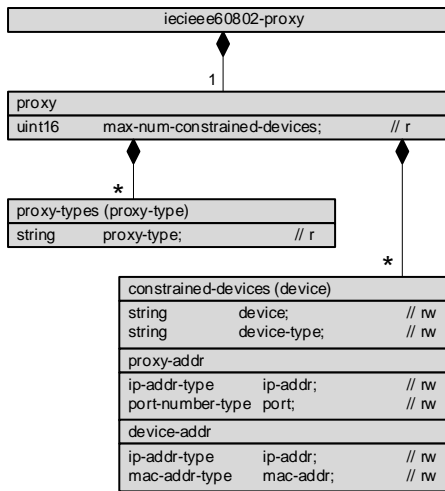 iecieee60802-proxy
1
proxy
uint16 max-num-constrained-devices; // r
*
proxy-types (proxy-type)
string proxy-type; // r
*
constrained-devices (device)
string device; // rw
string device-type; // rw
proxy-addr
ip-addr-type ip-addr; // rw
port-number-type port; // rw
device-addr
ip-addr-type ip-addr; // rw
mac-addr-type mac-addr; // rw